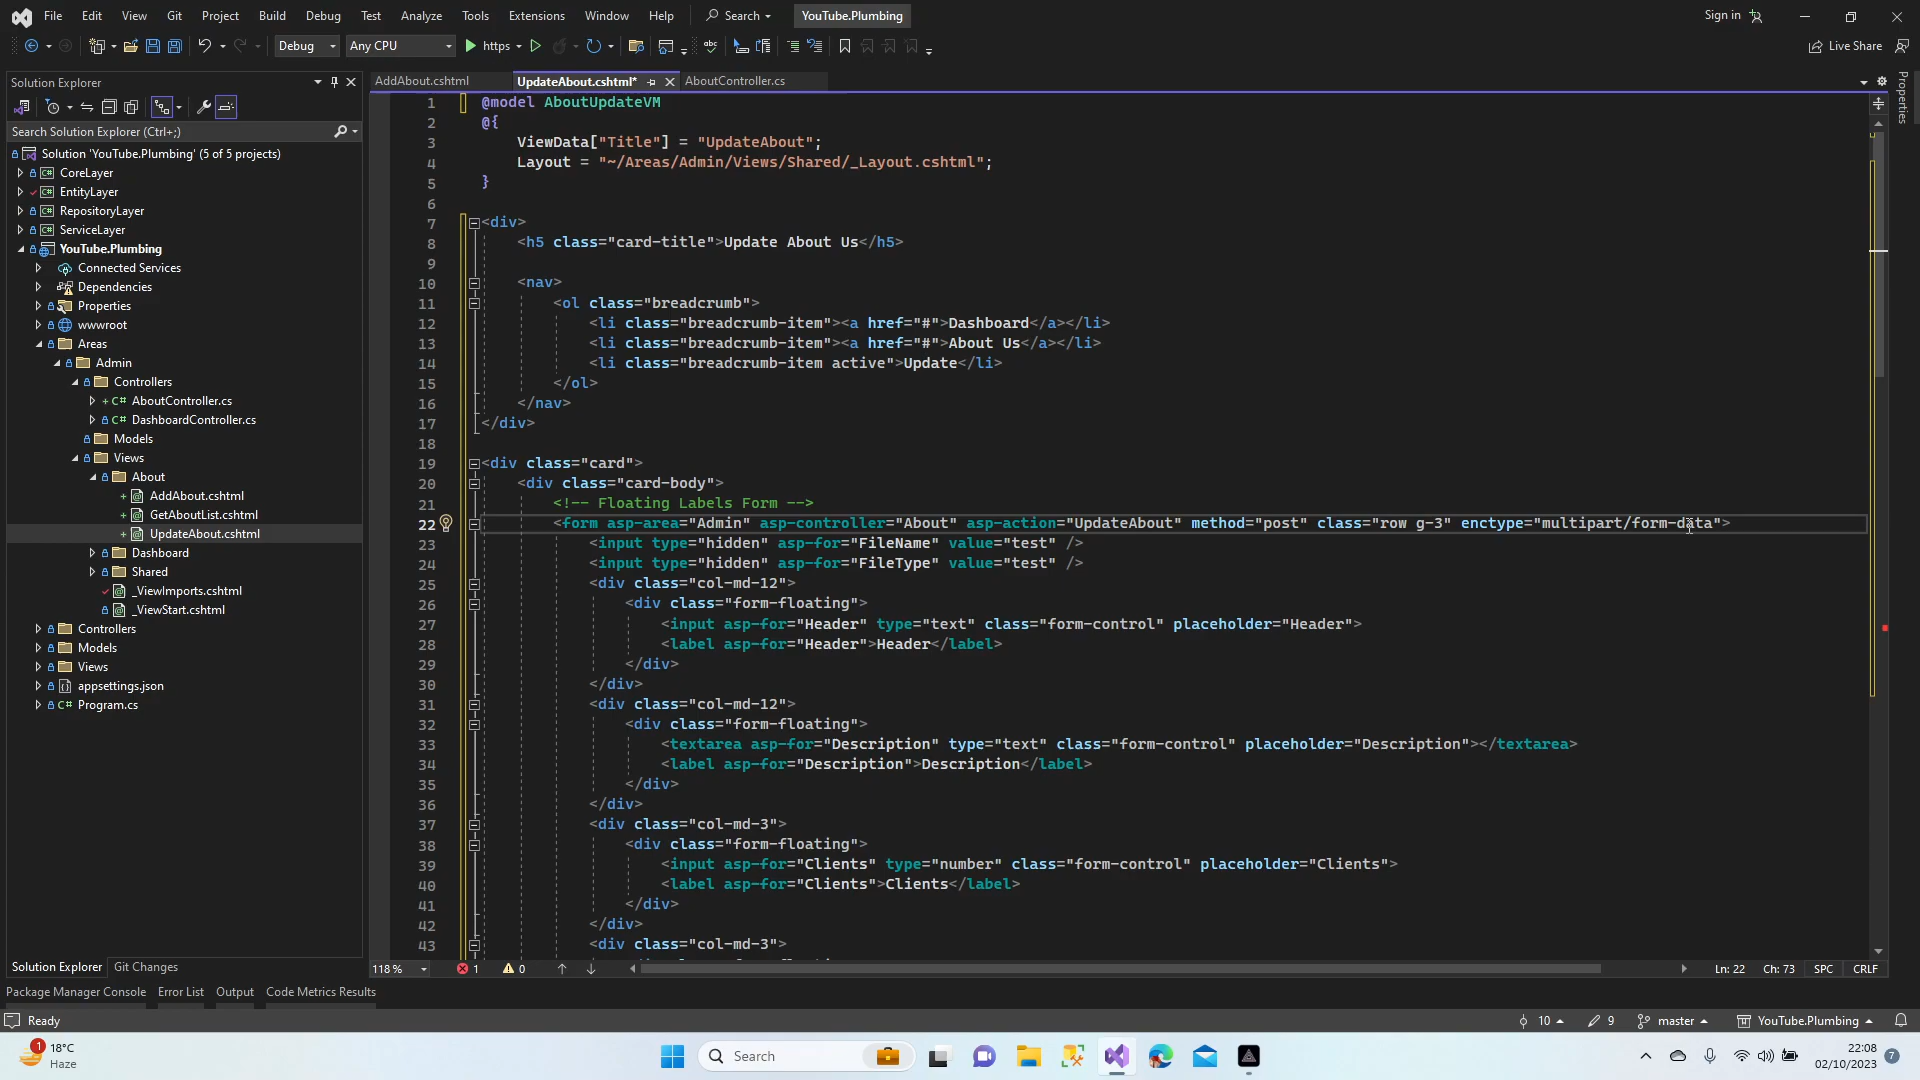 File Edit View Git Project Build Debug Test Analyze Tools Extensions Window Help Search YouTube.Plumbing Sign in
Debug Any CPU https Live Share
Solution Explorer
AddAbout.cshtml UpdateAbout.cshtml* AboutController.cs
Properties
Search Solution Explorer (Ctrl+;)
Solution 'YouTube.Plumbing' (5 of 5 projects)
CoreLayer
EntityLayer
RepositoryLayer
ServiceLayer
YouTube.Plumbing
Connected Services
Dependencies
Properties
wwwroot
Areas
Admin
Controllers
C# AboutController.cs
C# DashboardController.cs
Models
Views
About
AddAbout.cshtml
GetAboutList.cshtml
UpdateAbout.cshtml
Dashboard
Shared
_ViewImports.cshtml
_ViewStart.cshtml
Controllers
Models
Views
appsettings.json
C# Program.cs
Solution Explorer Git Changes
1 @model AboutUpdateVM
2 @{
3 ViewData["Title"] = "UpdateAbout";
4 Layout = "~/Areas/Admin/Views/Shared/_Layout.cshtml";
5 }
6
7 <div>
8 <h5 class="card-title">Update About Us</h5>
9
10 <nav>
11 <ol class="breadcrumb">
12 <li class="breadcrumb-item"><a href="#">Dashboard</a></li>
13 <li class="breadcrumb-item"><a href="#">About Us</a></li>
14 <li class="breadcrumb-item active">Update</li>
15 </ol>
16 </nav>
17 </div>
18
19 <div class="card">
20 <div class="card-body">
21 <!-- Floating Labels Form -->
22 <form asp-area="Admin" asp-controller="About" asp-action="UpdateAbout" method="post" class="row g-3" enctype="multipart/form-data">
23 <input type="hidden" asp-for="FileName" value="test" />
24 <input type="hidden" asp-for="FileType" value="test" />
25 <div class="col-md-12">
26 <div class="form-floating">
27 <input asp-for="Header" type="text" class="form-control" placeholder="Header">
28 <label asp-for="Header">Header</label>
29 </div>
30 </div>
31 <div class="col-md-12">
32 <div class="form-floating">
33 <textarea asp-for="Description" type="text" class="form-control" placeholder="Description"></textarea>
34 <label asp-for="Description">Description</label>
35 </div>
36 </div>
37 <div class="col-md-3">
38 <div class="form-floating">
39 <input asp-for="Clients" type="number" class="form-control" placeholder="Clients">
40 <label asp-for="Clients">Clients</label>
41 </div>
42 </div>
43 <div class="col-md-3">
118 % 1 0 Ln: 22 Ch: 73 SPC CRLF
Package Manager Console Error List Output Code Metrics Results
Ready 10 9 master YouTube.Plumbing
1 18°C
Haze
Search
22:08
02/10/2023
7